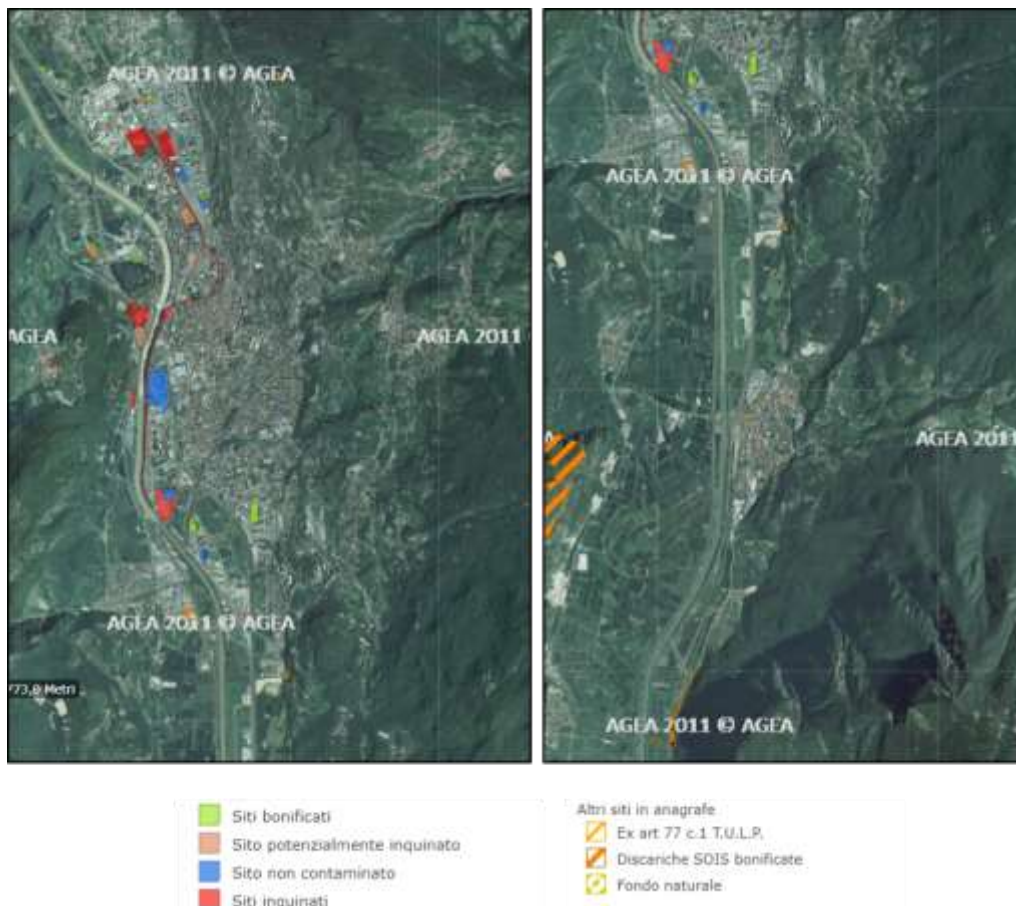 AGEA 2011 © AGEA
AGEA
AGEA 2011
AGEA 2011 © AGEA
773,0 Metri
AGEA 2011 © AGEA
AGEA 2011
AGEA 2011 © AGEA
Siti bonificati
Sito potenzialmente inquinato
Sito non contaminato
Siti inquinati
Altri siti in anagrafe
Ex art 77 c.1 T.U.L.P.
Discariche SOIS bonificate
Fondo naturale